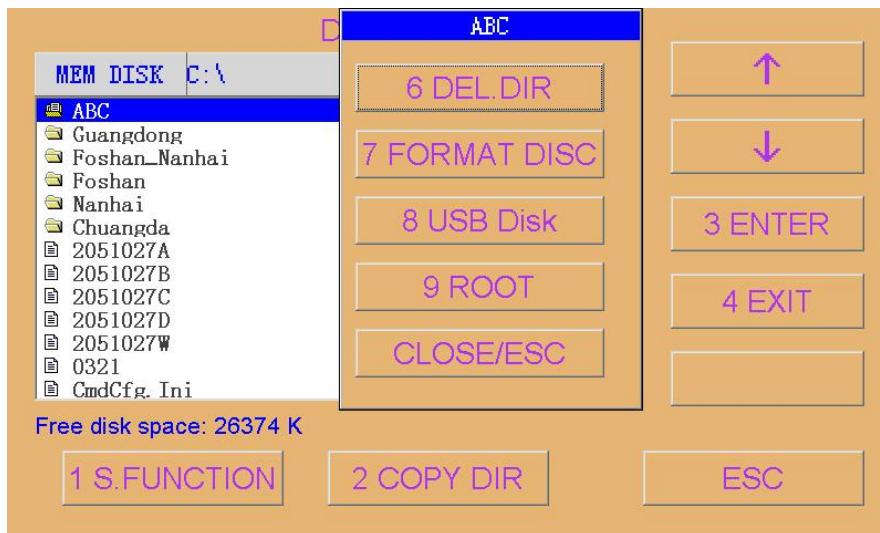 D
ABC
MEM DISK C:\
ABC
Guangdong
Foshan_Nanhai
Foshan
Nanhai
Chuangda
2051027A
2051027B
2051027C
2051027D
2051027W
0321
CmdCfg.Ini
Free disk space: 26374 K
6 DEL.DIR
7 FORMAT DISC
8 USB Disk
9 ROOT
CLOSE/ESC
↑
↓
3 ENTER
4 EXIT
1 S.FUNCTION
2 COPY DIR
ESC